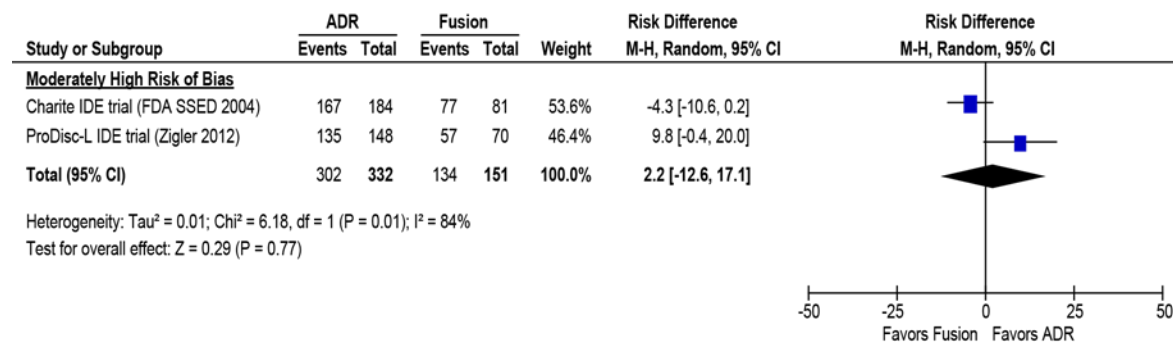 ADR Fusion Risk Difference Risk Difference
Study or Subgroup Events Total Events Total Weight M-H, Random, 95% CI M-H, Random, 95% CI
Moderately High Risk of Bias
Charite IDE trial (FDA SSED 2004) 167 184 77 81 53.6% -4.3 [-10.6, 0.2]
ProDisc-L IDE trial (Zigler 2012) 135 148 57 70 46.4% 9.8 [-0.4, 20.0]
Total (95% CI) 302 332 134 151 100.0% 2.2 [-12.6, 17.1]
Heterogeneity: Tau² = 0.01; Chi² = 6.18, df = 1 (P = 0.01); I² = 84%
Test for overall effect: Z = 0.29 (P = 0.77)
-50 -25 0 25 50
Favors Fusion Favors ADR